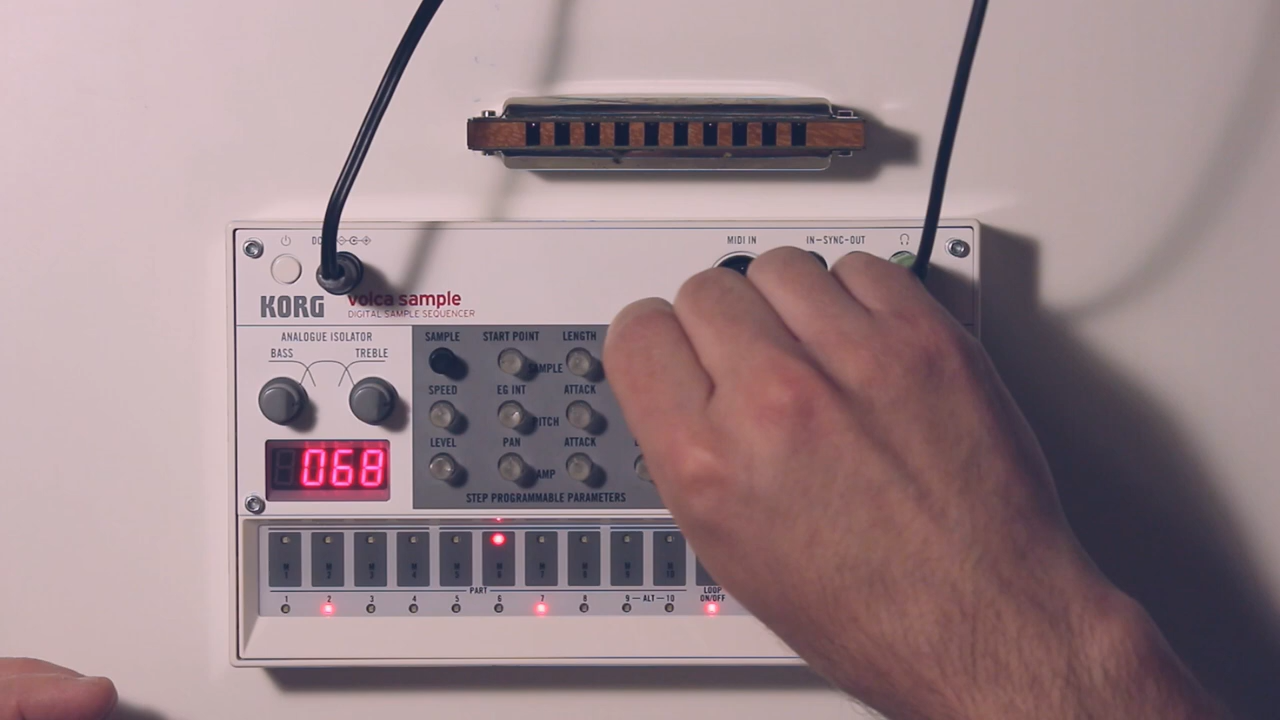 DC
MIDI IN
IN-SYNC-OUT
KORG
volca sample
DIGITAL SAMPLE SEQUENCER
ANALOGUE ISOLATOR
BASS
TREBLE
SAMPLE
START POINT
LENGTH
SAMPLE
SPEED
EG INT
ATTACK
PITCH
LEVEL
PAN
ATTACK
AMP
068
STEP PROGRAMMABLE PARAMETERS
PART
1 2 3 4 5 6 7 8 9 — ALT — 10
LOOP
ON/OFF